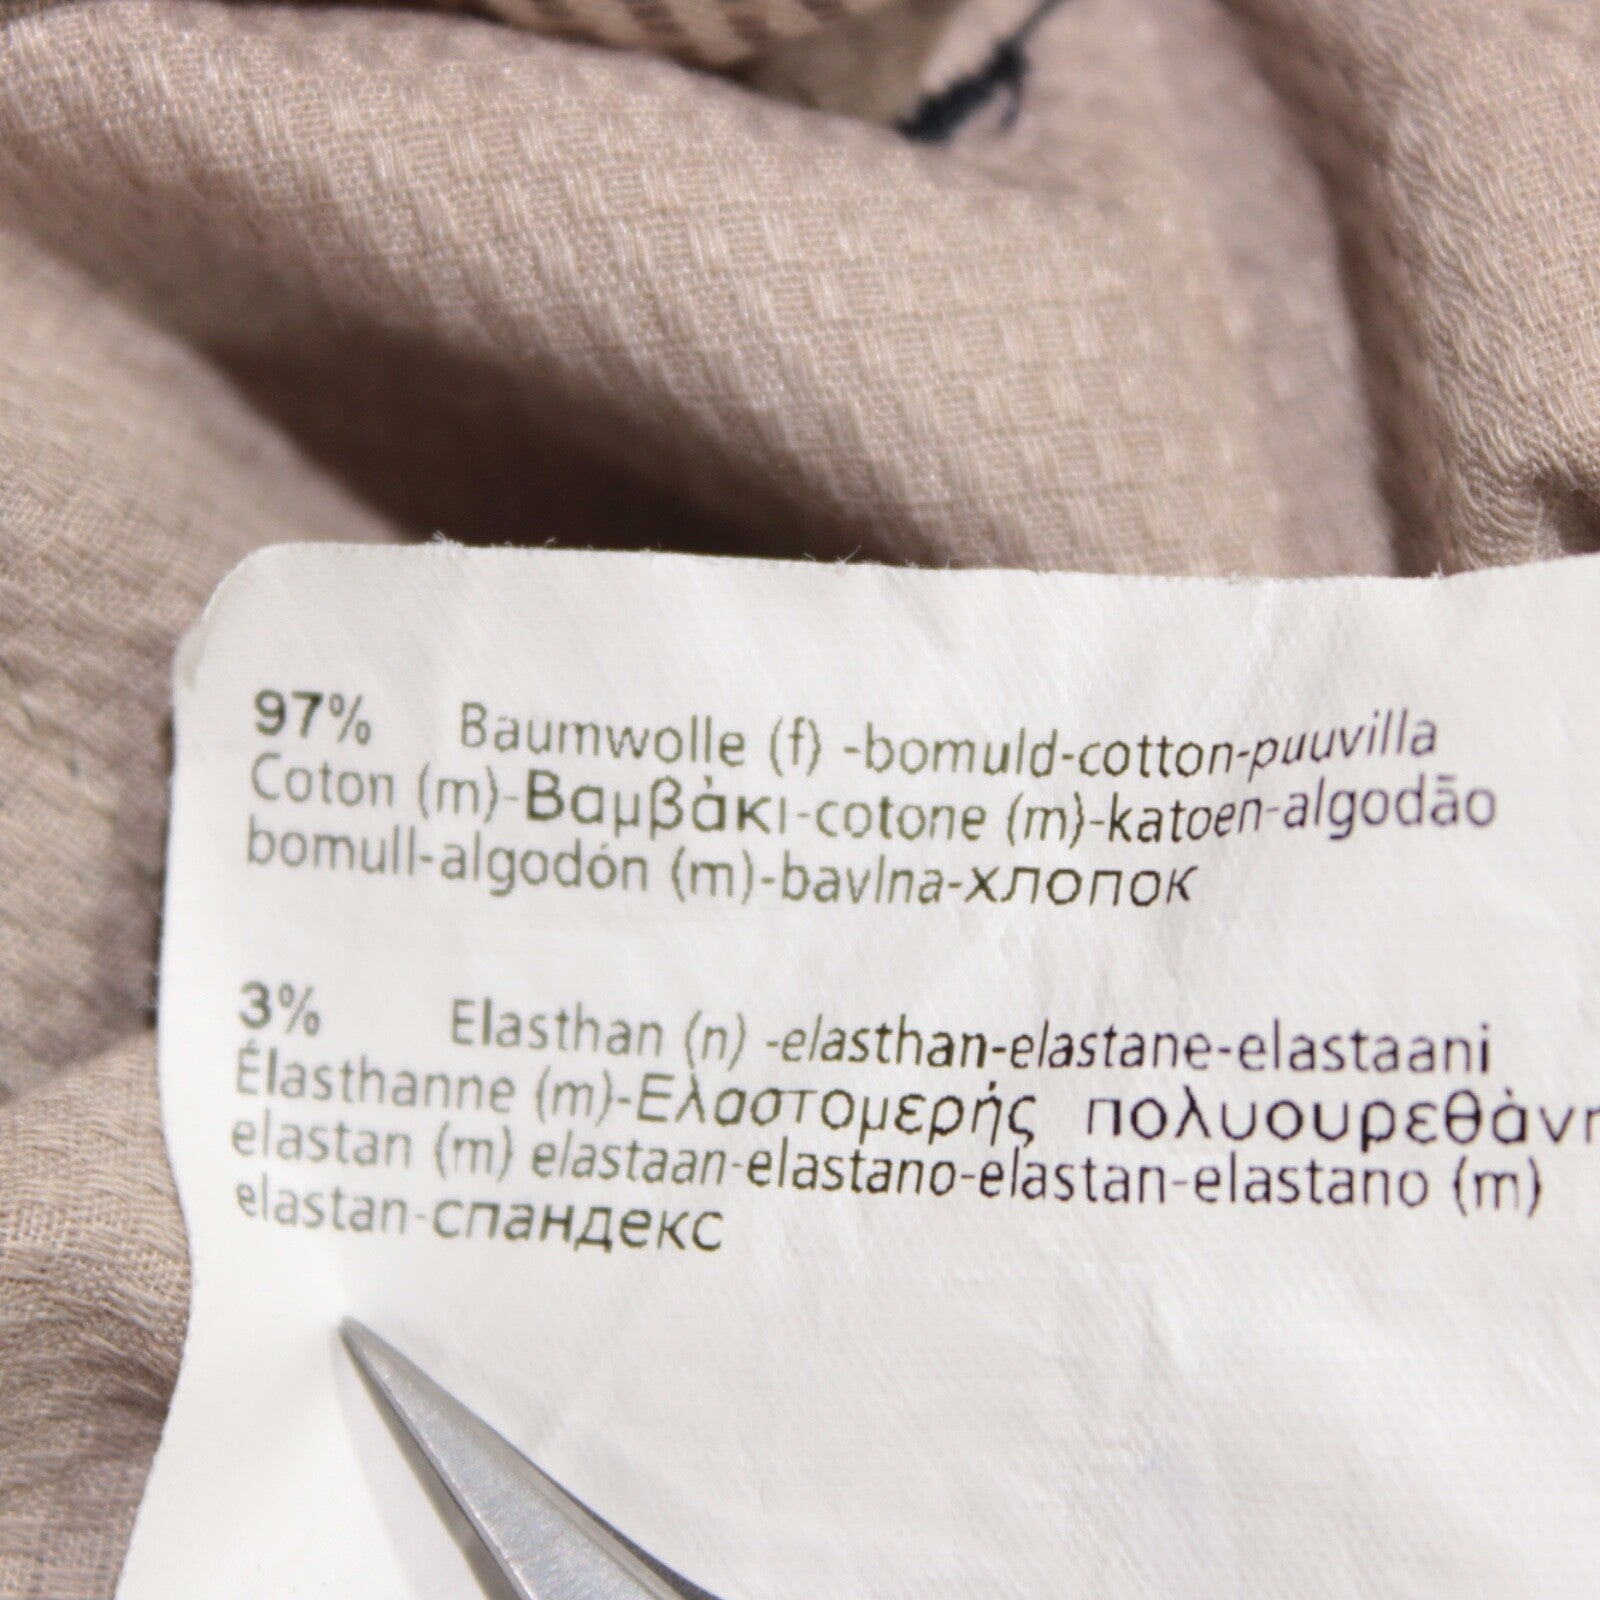 97% Baumwolle (f) -bomuld-cotton-puuvilla
Coton (m)-Βαμβάκι-cotone (m)-katoen-algodão
bomull-algodón (m)-bavlna-хлопок
3% Elasthan (n) -elasthan-elastane-elastaani
Élasthanne (m)-Ελαστομερής πολυουρεθάνη
elastan (m) elastaan-elastano-elastan-elastano (m)
elastan-спандекс